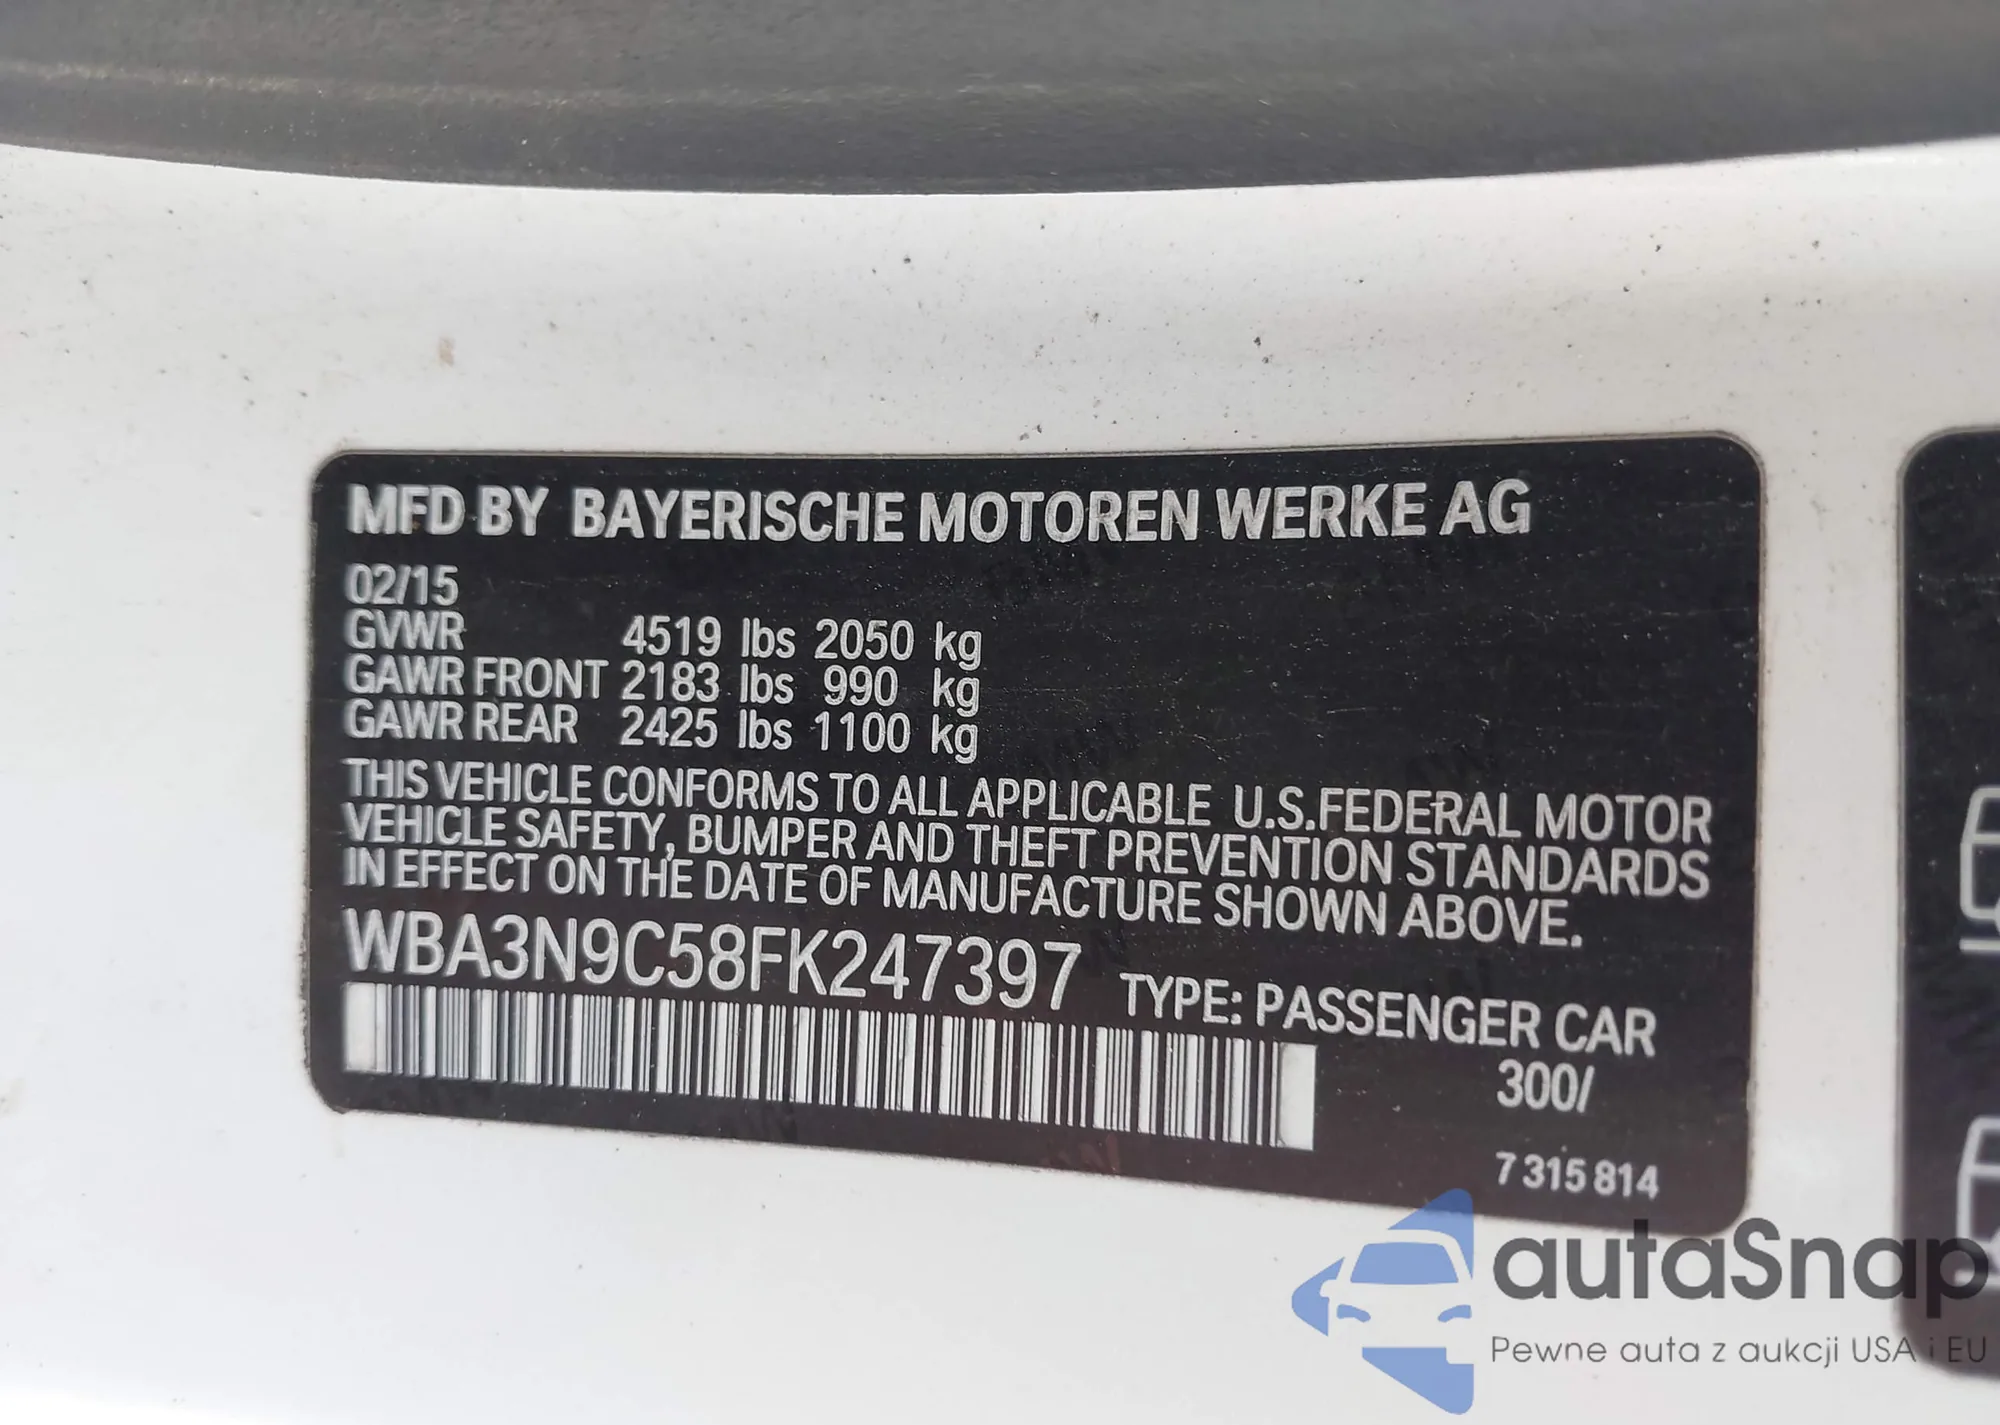 MFD BY BAYERISCHE MOTOREN WERKE AG
02/15
GVWR 4519 lbs 2050 kg
GAWR FRONT 2183 lbs 990 kg
GAWR REAR 2425 lbs 1100 kg
THIS VEHICLE CONFORMS TO ALL APPLICABLE U.S.FEDERAL MOTOR
VEHICLE SAFETY, BUMPER AND THEFT PREVENTION STANDARDS
IN EFFECT ON THE DATE OF MANUFACTURE SHOWN ABOVE.
WBA3N9C58FK247397 TYPE: PASSENGER CAR
300/
7 315 814
autaSnap
Pewne auta z aukcji USA i EU